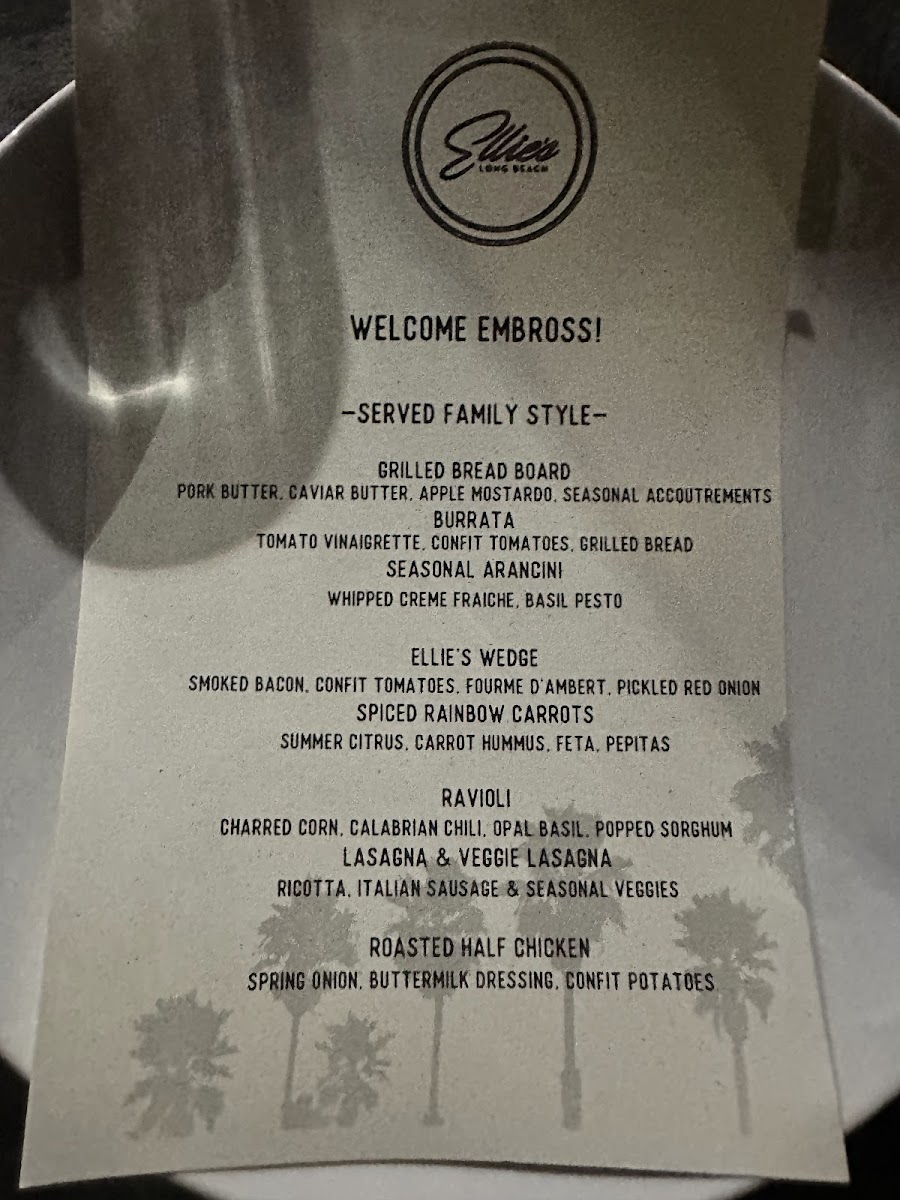 Ellie's
LONG BEACH
WELCOME EMBROSS!
-SERVED FAMILY STYLE-
GRILLED BREAD BOARD
PORK BUTTER, CAVIAR BUTTER, APPLE MOSTARDO, SEASONAL ACCOUTREMENTS
BURRATA
TOMATO VINAIGRETTE, CONFIT TOMATOES, GRILLED BREAD
SEASONAL ARANCINI
WHIPPED CREME FRAICHE, BASIL PESTO
ELLIE'S WEDGE
SMOKED BACON, CONFIT TOMATOES, FOURME D'AMBERT, PICKLED RED ONION
SPICED RAINBOW CARROTS
SUMMER CITRUS, CARROT HUMMUS, FETA, PEPITAS
RAVIOLI
CHARRED CORN, CALABRIAN CHILI, OPAL BASIL, POPPED SORGHUM
LASAGNA & VEGGIE LASAGNA
RICOTTA, ITALIAN SAUSAGE & SEASONAL VEGGIES
ROASTED HALF CHICKEN
SPRING ONION, BUTTERMILK DRESSING, CONFIT POTATOES